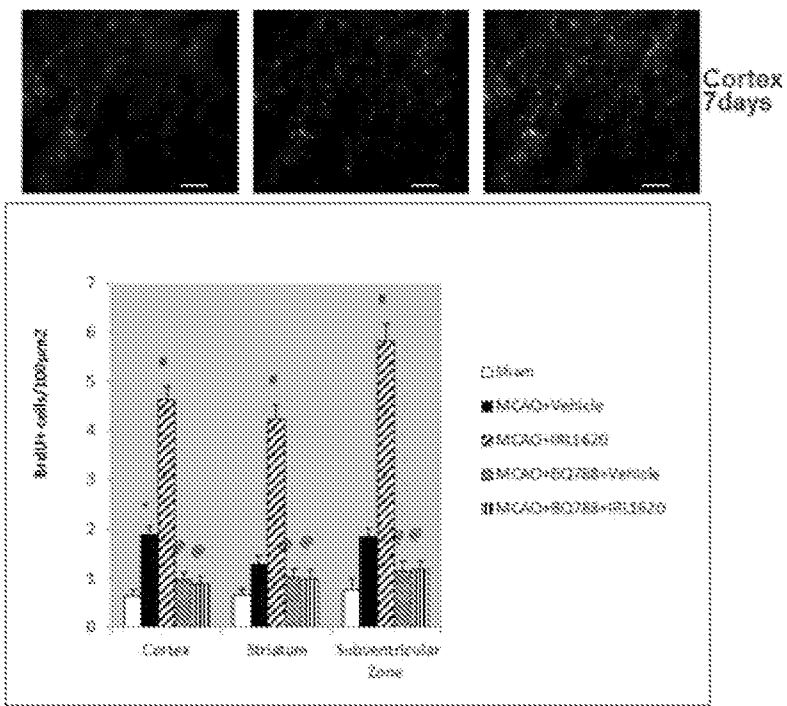 Cortex
7days
BrdU+ cells/100μm2
7
6
5
4
3
2
1
0
Cortex
Striatum
Subventricular
Zone
Sham
MCAO+Vehicle
MCAO+IRL1620
MCAO+BQ788+Vehicle
MCAO+BQ788+IRL1620